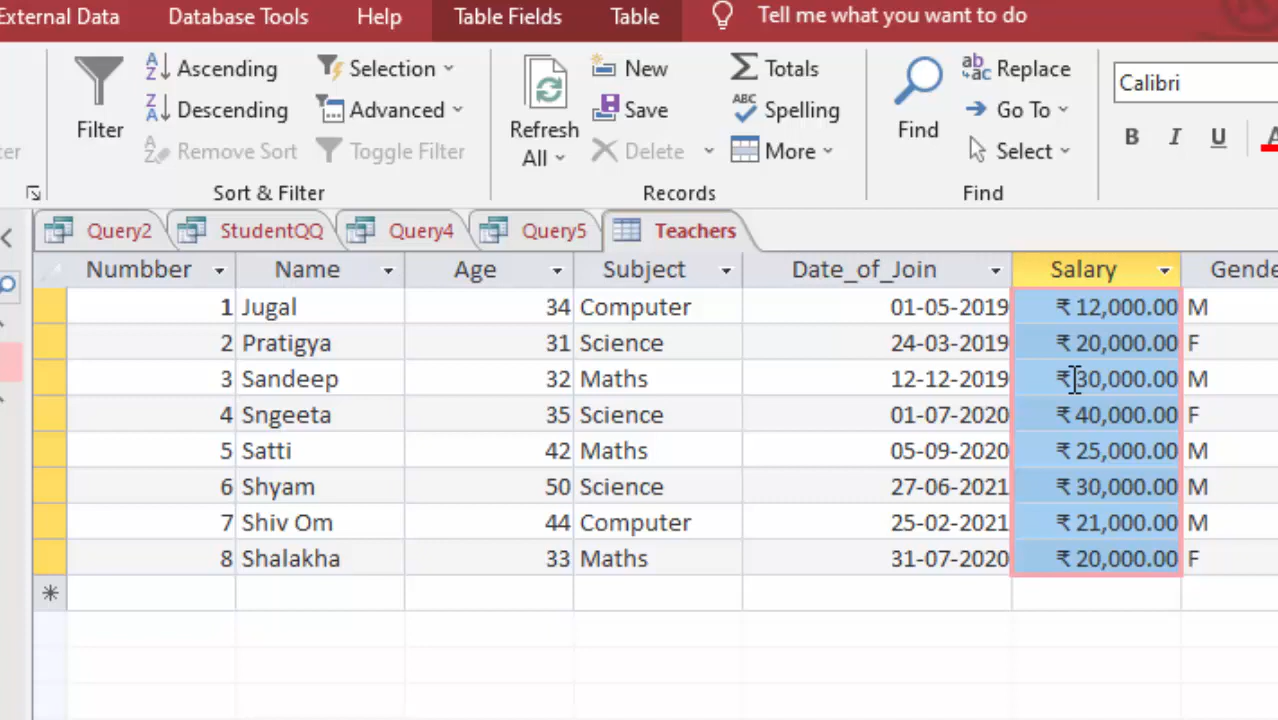 External Data Database Tools Help Table Fields Table Tell me what you want to do
Filter Ascending Selection New Totals Replace Calibri
Descending Advanced Refresh All Save Spelling Find Go To B I U A
Remove Sort Toggle Filter Delete More Select
Sort & Filter Records Find
Query2 StudentQQ Query4 Query5 Teachers
Numbber Name Age Subject Date_of_Join Salary Gende
1 Jugal 34 Computer 01-05-2019 ₹ 12,000.00 M
2 Pratigya 31 Science 24-03-2019 ₹ 20,000.00 F
3 Sandeep 32 Maths 12-12-2019 ₹ 30,000.00 M
4 Sngeeta 35 Science 01-07-2020 ₹ 40,000.00 F
5 Satti 42 Maths 05-09-2020 ₹ 25,000.00 M
6 Shyam 50 Science 27-06-2021 ₹ 30,000.00 M
7 Shiv Om 44 Computer 25-02-2021 ₹ 21,000.00 M
8 Shalakha 33 Maths 31-07-2020 ₹ 20,000.00 F